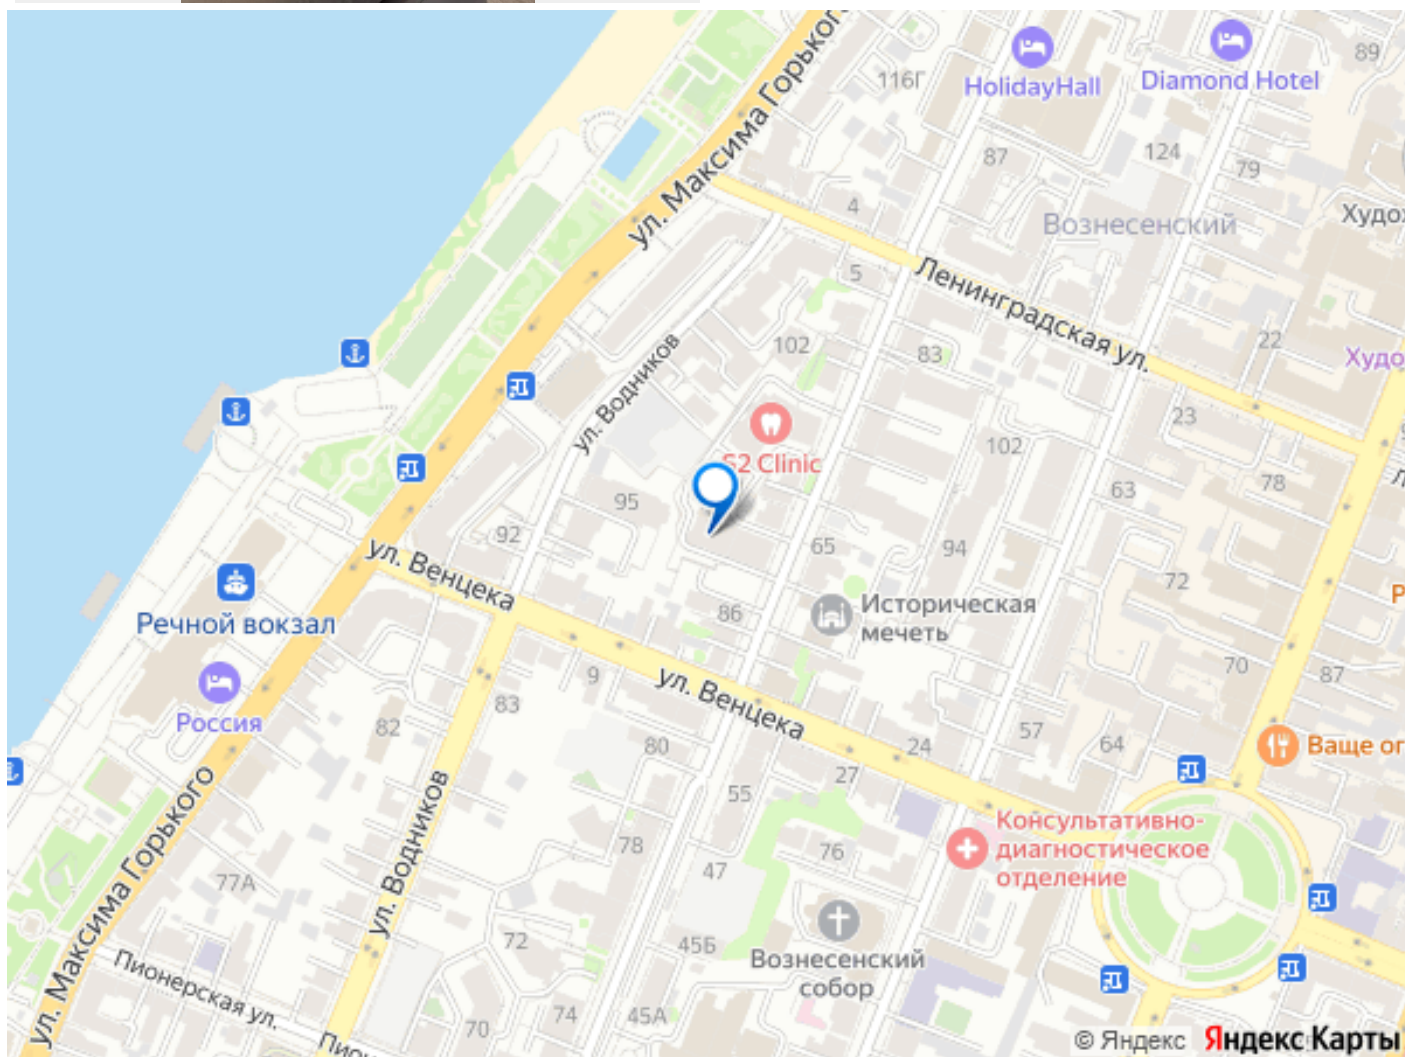 ул. Максима Горького
116Г
HolidayHall
Diamond Hotel
89
87
124
79
4
Вознесенский
5
Ленинградская ул.
22
102
83
ул. Водников
23
S2 Clinic
102
78
63
95
92
65
94
72
ул. Венцека
Речной вокзал
86
Историческая
мечеть
70
87
9
ул. Венцека
Россия
83
82
80
57
64
24
27
Ваще ог
55
ул. Максима Горького
ул. Водников
78
76
47
Консультативно-
диагностическое
отделение
77А
72
45Б
Вознесенский
собор
Пионерская ул.
70
74
45А
© Яндекс Яндекс Карты